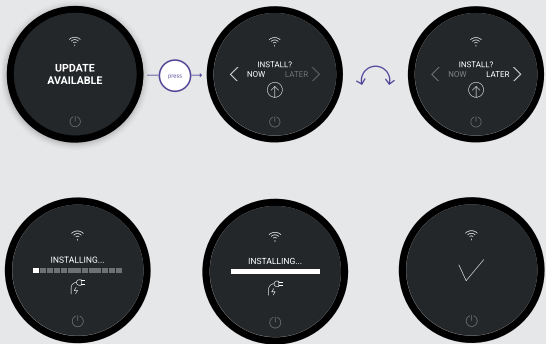 UPDATE
AVAILABLE
press
INSTALL?
NOW LATER
INSTALL?
NOW LATER
INSTALLING...
INSTALLING...